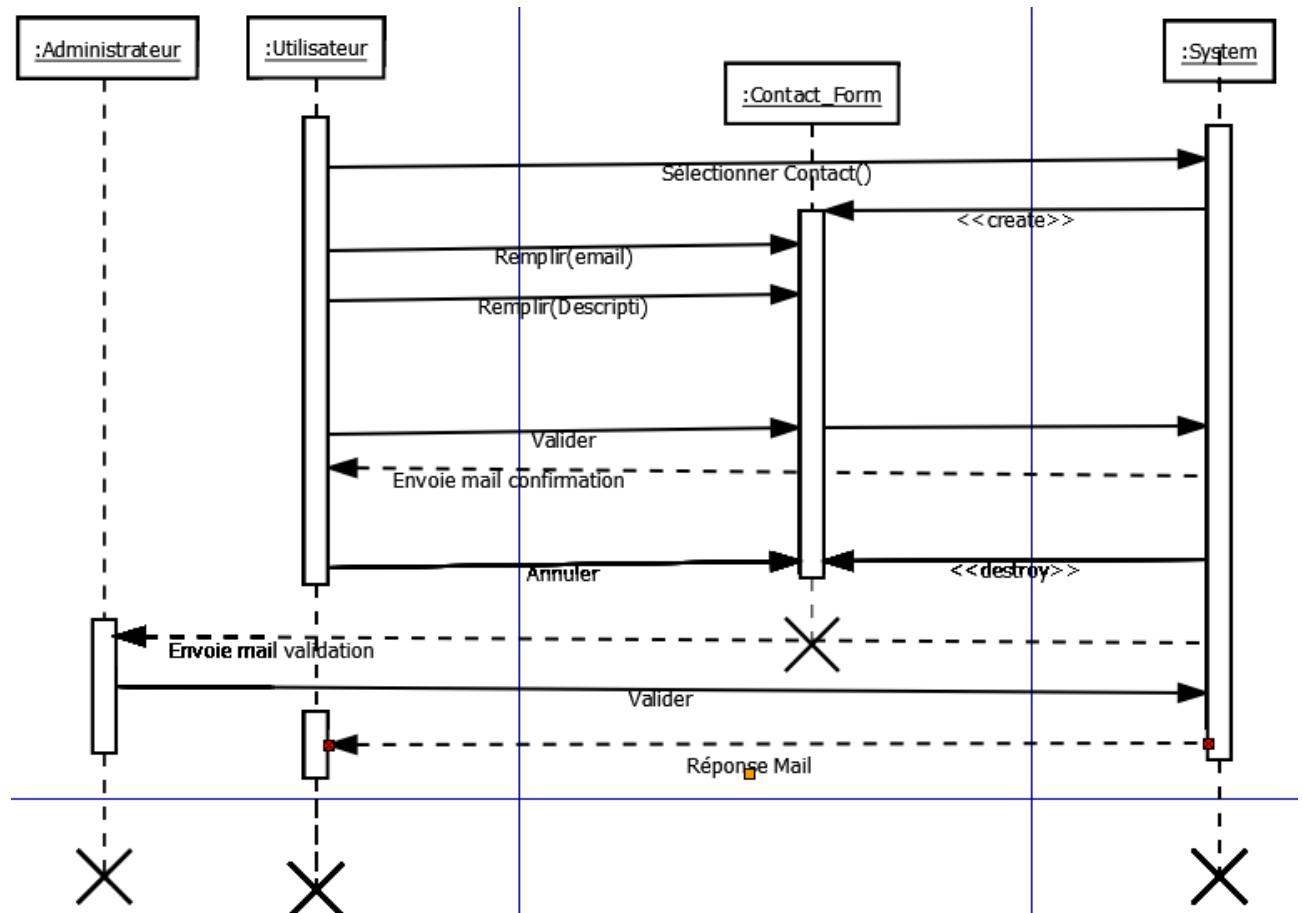 :Administrateur
:Utilisateur
:System
:Contact_Form
Sélectionner Contact()
<<create>>
Remplir(email)
Remplir(Descripti)
Valider
Envoie mail confirmation
Annuler
<<destroy>>
Envoie mail validation
Valider
Réponse Mail